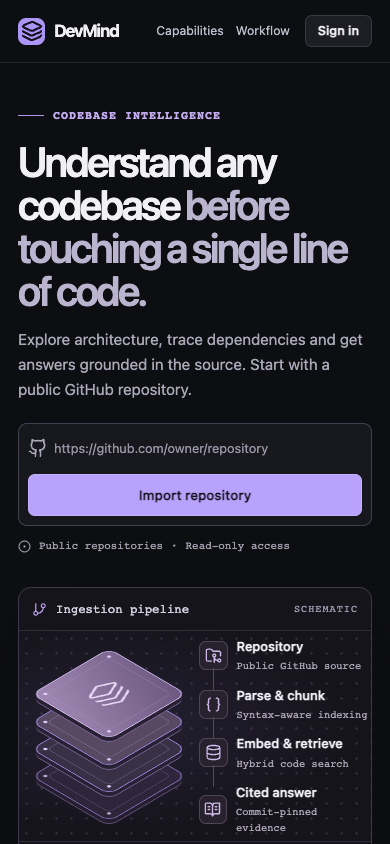 DevMind
Capabilities Workflow Sign in
CODEBASE INTELLIGENCE
Understand any
codebase before
touching a single line
of code.
Explore architecture, trace dependencies and get
answers grounded in the source. Start with a
public GitHub repository.
https://github.com/owner/repository
Import repository
Public repositories · Read-only access
Ingestion pipeline SCHEMATIC
Repository
Public GitHub source
Parse & chunk
Syntax-aware indexing
Embed & retrieve
Hybrid code search
Cited answer
Commit-pinned
evidence